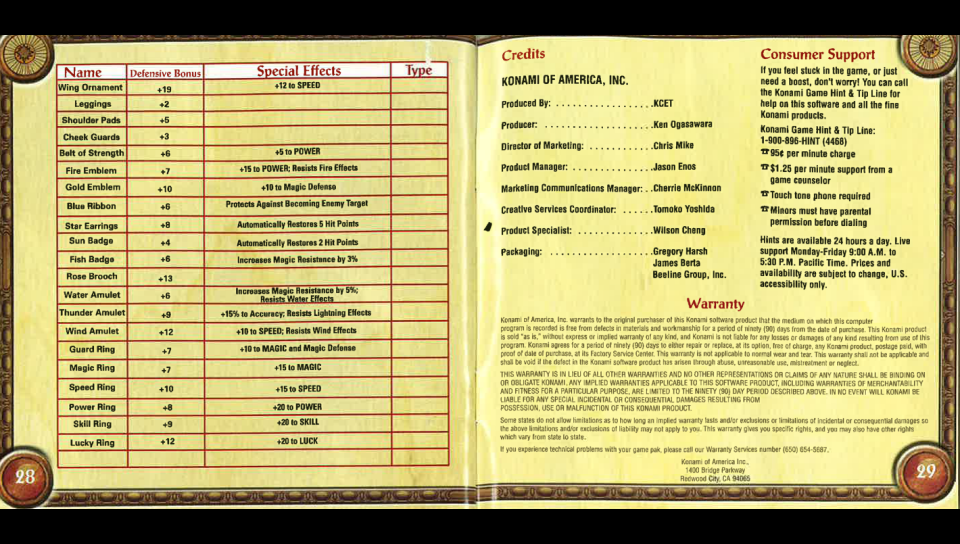 Name Defensive Bonus Special Effects Type
Wing Ornament +19 +12 to SPEED
Leggings +2
Shoulder Pads +5
Cheek Guards +3
Belt of Strength +6 +5 to POWER
Fire Emblem +7 +15 to POWER; Resists Fire Effects
Gold Emblem +10 +10 to Magic Defense
Blue Ribbon +6 Protects Against Becoming Enemy Target
Star Earrings +8 Automatically Restores 5 Hit Points
Sun Badge +4 Automatically Restores 2 Hit Points
Fish Badge +6 Increases Magic Resistance by 3%
Rose Brooch +13
Water Amulet +6 Increases Magic Resistance by 5%;
Resists Water Effects
Thunder Amulet +9 +15% to Accuracy; Resists Lightning Effects
Wind Amulet +12 +10 to SPEED; Resists Wind Effects
Guard Ring +7 +10 to MAGIC and Magic Defense
Magic Ring +7 +15 to MAGIC
Speed Ring +10 +15 to SPEED
Power Ring +8 +20 to POWER
Skill Ring +9 +20 to SKILL
Lucky Ring +12 +20 to LUCK
28
Credits
KONAMI OF AMERICA, INC.
Produced By: . . . . . . . . . . . . . . . . . .KCET
Producer: . . . . . . . . . . . . . . . . . . . .Ken Ogasawara
Director of Marketing: . . . . . . . . . . . .Chris Mike
Product Manager: . . . . . . . . . . . . . . .Jason Enos
Marketing Communications Manager: . .Cherrie McKinnon
Creative Services Coordinator: . . . . . .Tomoko Yoshida
Product Specialist: . . . . . . . . . . . . . .Wilson Cheng
Packaging: . . . . . . . . . . . . . . . . . . .Gregory Harsh
James Berta
Beeline Group, Inc.
Consumer Support
If you feel stuck in the game, or just
need a boost, don't worry! You can call
the Konami Game Hint & Tip Line for
help on this software and all the fine
Konami products.
Konami Game Hint & Tip Line:
1-900-896-HINT (4468)
☎95¢ per minute charge
☎$1.25 per minute support from a
game counselor
☎Touch tone phone required
☎Minors must have parental
permission before dialing
Hints are available 24 hours a day. Live
support Monday-Friday 9:00 A.M. to
5:30 P.M. Pacific Time. Prices and
availability are subject to change, U.S.
accessibility only.
Warranty
Konami of America, Inc. warrants to the original purchaser of this Konami software product that the medium on which this computer
program is recorded is free from defects in materials and workmanship for a period of ninety (90) days from the date of purchase. This Konami product
is sold "as is," without express or implied warranty of any kind, and Konami is not liable for any losses or damages of any kind resulting from use of this
program. Konami agrees for a period of ninety (90) days to either repair or replace, at its option, free of charge, any Konami product, postage paid, with
proof of date of purchase, at its Factory Service Center. This warranty is not applicable to normal wear and tear. This warranty shall not be applicable and
shall be void if the defect in the Konami software product has arisen through abuse, unreasonable use, mistreatment or neglect.
THIS WARRANTY IS IN LIEU OF ALL OTHER WARRANTIES AND NO OTHER REPRESENTATIONS OR CLAIMS OF ANY NATURE SHALL BE BINDING ON
OR OBLIGATE KONAMI. ANY IMPLIED WARRANTIES APPLICABLE TO THIS SOFTWARE PRODUCT, INCLUDING WARRANTIES OF MERCHANTABILITY
AND FITNESS FOR A PARTICULAR PURPOSE, ARE LIMITED TO THE NINETY (90) DAY PERIOD DESCRIBED ABOVE. IN NO EVENT WILL KONAMI BE
LIABLE FOR ANY SPECIAL INCIDENTAL OR CONSEQUENTIAL DAMAGES RESULTING FROM
POSSESSION, USE OR MALFUNCTION OF THIS KONAMI PRODUCT.
Some states do not allow limitations as to how long an implied warranty lasts and/or exclusions or limitations of incidental or consequential damages so
the above limitations and/or exclusions of liability may not apply to you. This warranty gives you specific rights, and you may also have other rights
which vary from state to state.
If you experience technical problems with your game pak, please call our Warranty Services number (650) 654-5687.
Konami of America Inc.,
1400 Bridge Parkway
Redwood City, CA 94065
29